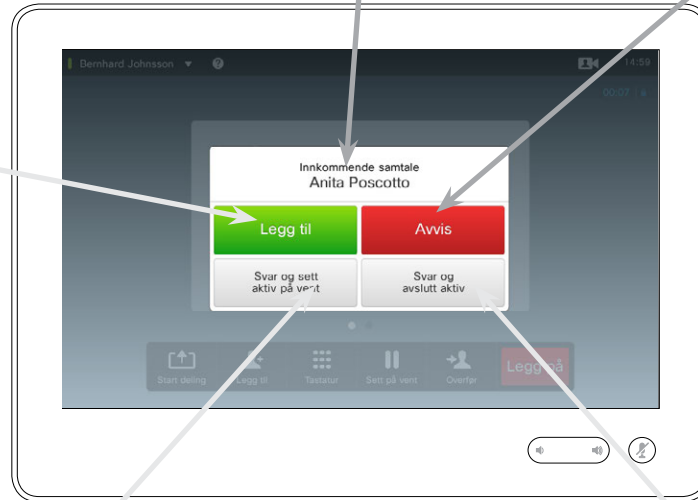 Bernhard Johnsson
14:59
00:07
Innkommende samtale
Anita Poscotto
Legg til
Avvis
Svar og sett
aktiv på vent
Svar og
avslutt aktiv
Start deling
Legg til
Tastatur
Sett på vent
Overfør
Legg på